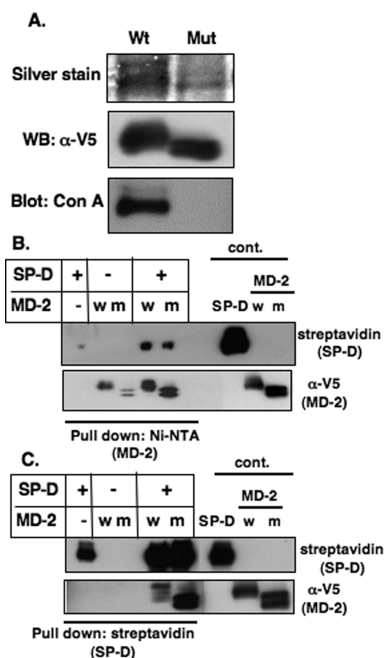 A.
Wt Mut
Silver stain
WB: α-V5
Blot: Con A
B.
cont.
SP-D + - + MD-2
MD-2 - w m w m SP-D w m
streptavidin
(SP-D)
α-V5
(MD-2)
Pull down: Ni-NTA
(MD-2)
C.
cont.
SP-D + - + MD-2
MD-2 - w m w m SP-D w m
streptavidin
(SP-D)
α-V5
(MD-2)
Pull down: streptavidin
(SP-D)